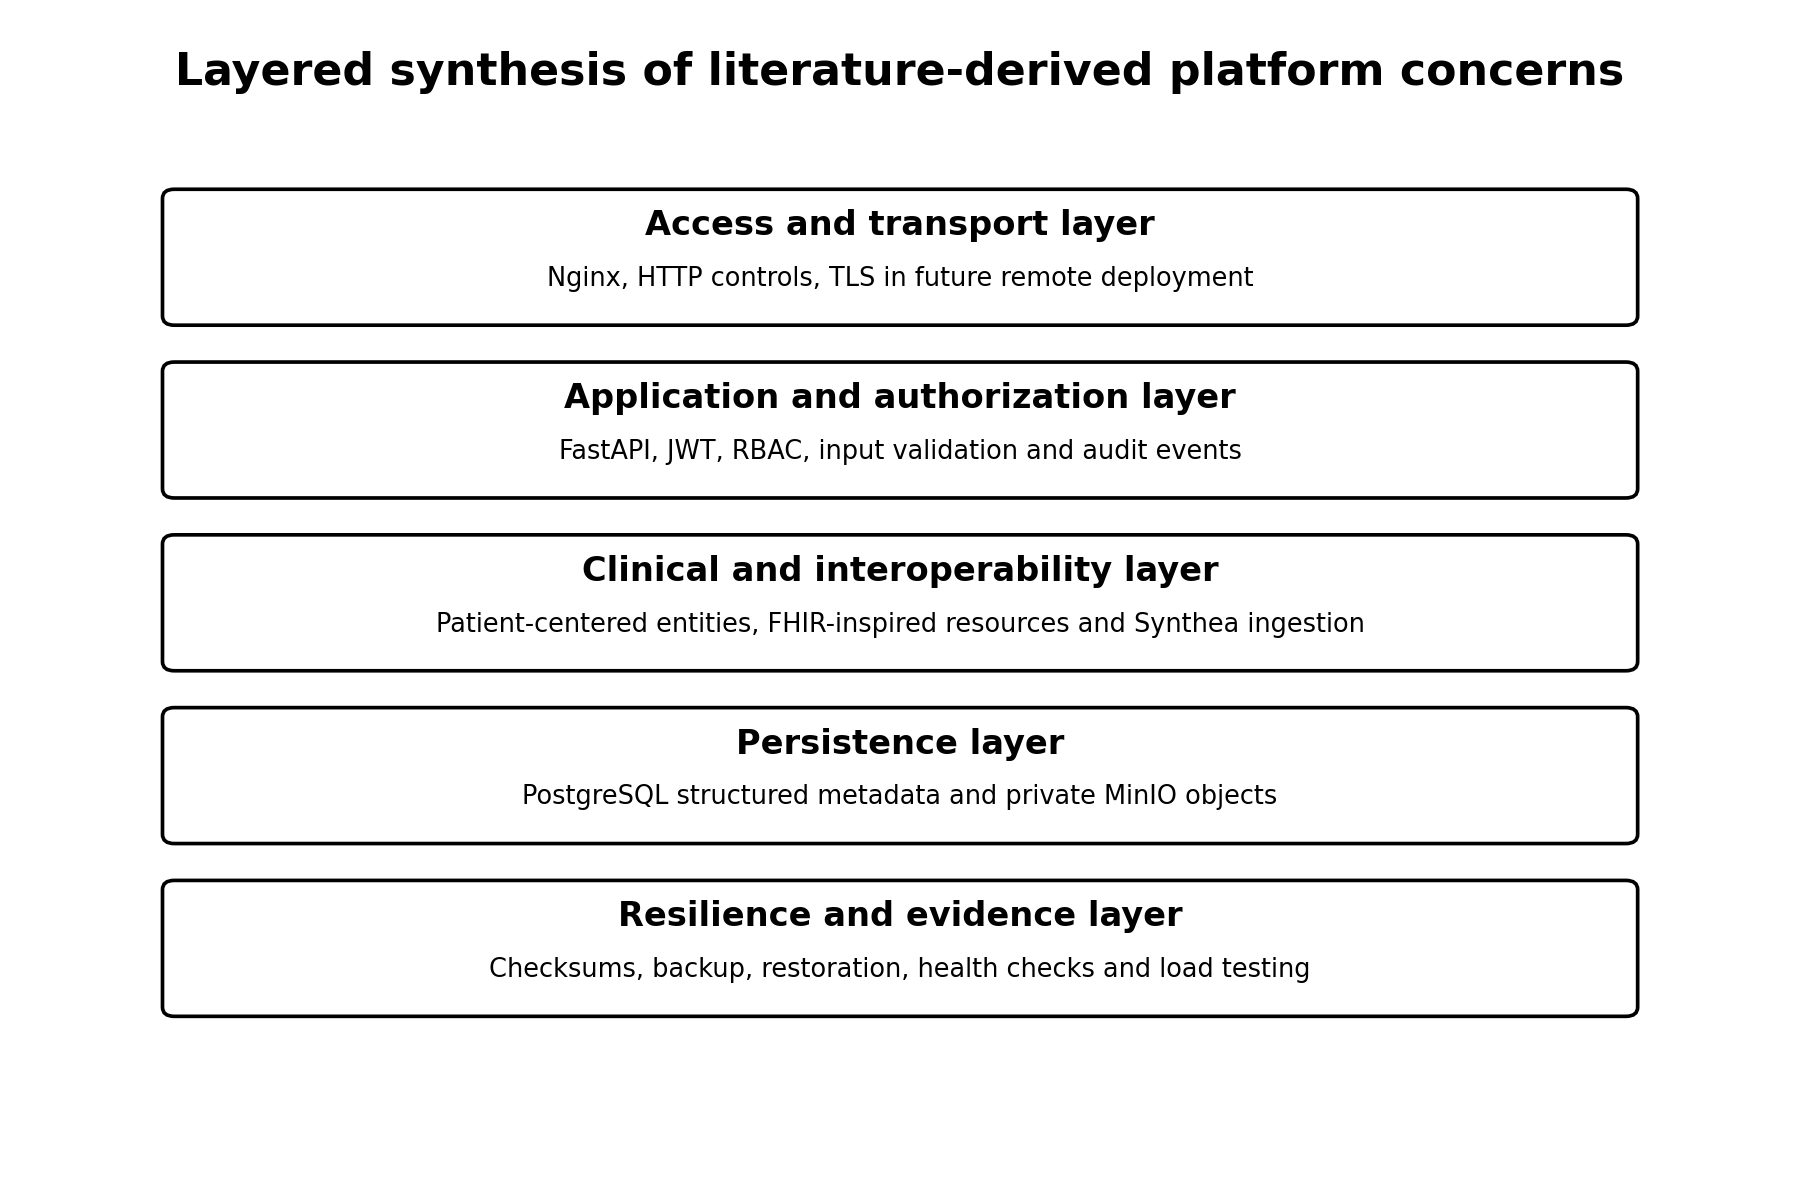 Layered synthesis of literature-derived platform concerns
Access and transport layer
Nginx, HTTP controls, TLS in future remote deployment
Application and authorization layer
FastAPI, JWT, RBAC, input validation and audit events
Clinical and interoperability layer
Patient-centered entities, FHIR-inspired resources and Synthea ingestion
Persistence layer
PostgreSQL structured metadata and private MinIO objects
Resilience and evidence layer
Checksums, backup, restoration, health checks and load testing